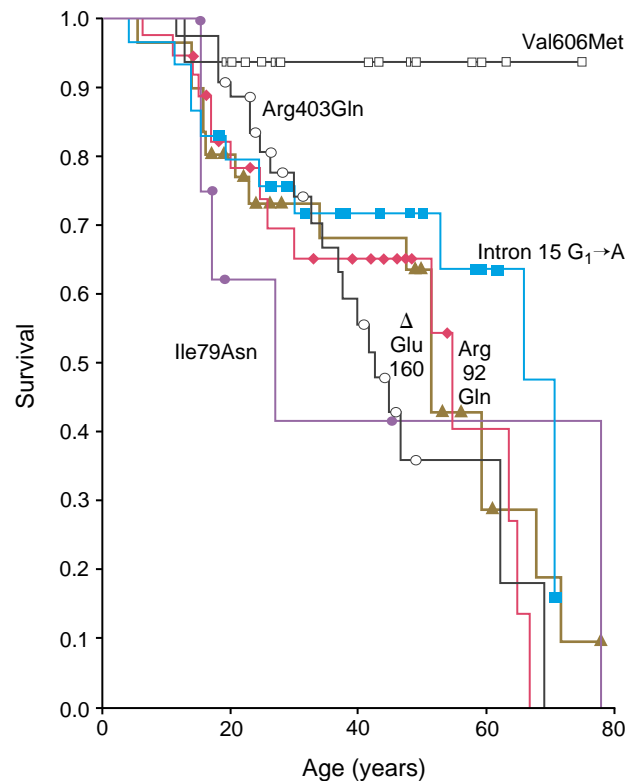 1.0
0.9
0.8
0.7
0.6
0.5
0.4
0.3
0.2
0.1
0.0
Survival
Val606Met
Arg403Gln
Intron 15 G₁→A
Ile79Asn
Δ
Glu
160
Arg
92
Gln
0 20 40 60 80
Age (years)